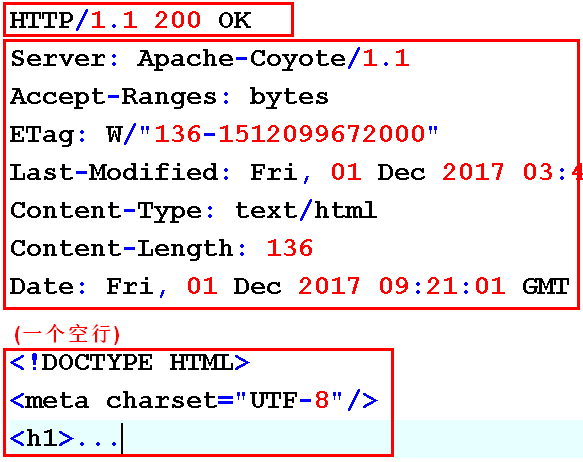 HTTP/1.1 200 OK
Server: Apache-Coyote/1.1
Accept-Ranges: bytes
ETag: W/"136-1512099672000"
Last-Modified: Fri, 01 Dec 2017 03:4
Content-Type: text/html
Content-Length: 136
Date: Fri, 01 Dec 2017 09:21:01 GMT
(一个空行)
<!DOCTYPE HTML>
<meta charset="UTF-8"/>
<h1>...